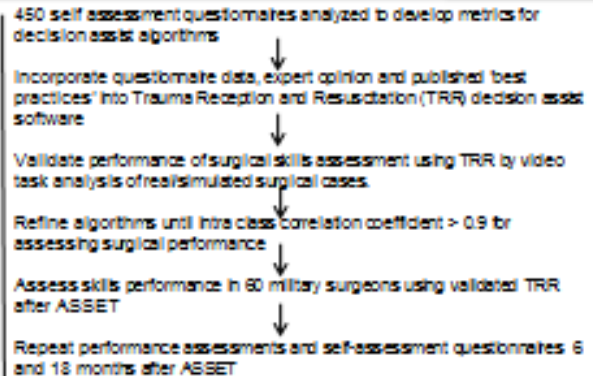 450 self assessment questionnaires analyzed to develop metrics for
decision assist algorithms
Incorporate questionnaire data, expert opinion and published 'best
practices' into Trauma Reception and Resuscitation (TRR) decision assist
software
Validate performance of surgical skills assessment using TRR by video
task analysis of real/simulated surgical cases.
Refine algorithms until intra class correlation coefficient > 0.9 for
assessing surgical performance
Assess skills performance in 60 military surgeons using validated TRR
after ASSET
Repeat performance assessments and self-assessment questionnaires 6
and 18 months after ASSET